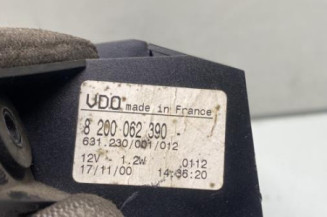 VDO made in France
8 200 062 390 -
631.230/001/012
12V - 1.2W 0112
17/11/00 14:36:20